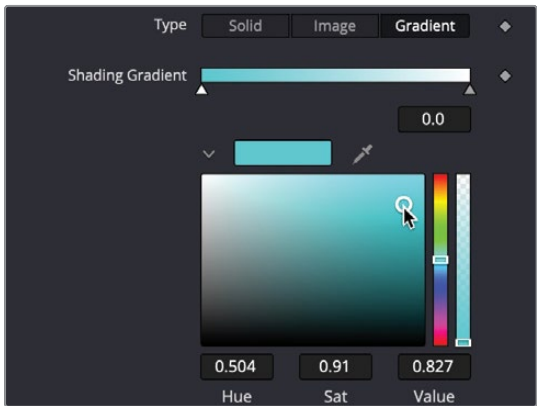 Type Solid Image Gradient
Shading Gradient
0.0
0.504 0.91 0.827
Hue Sat Value